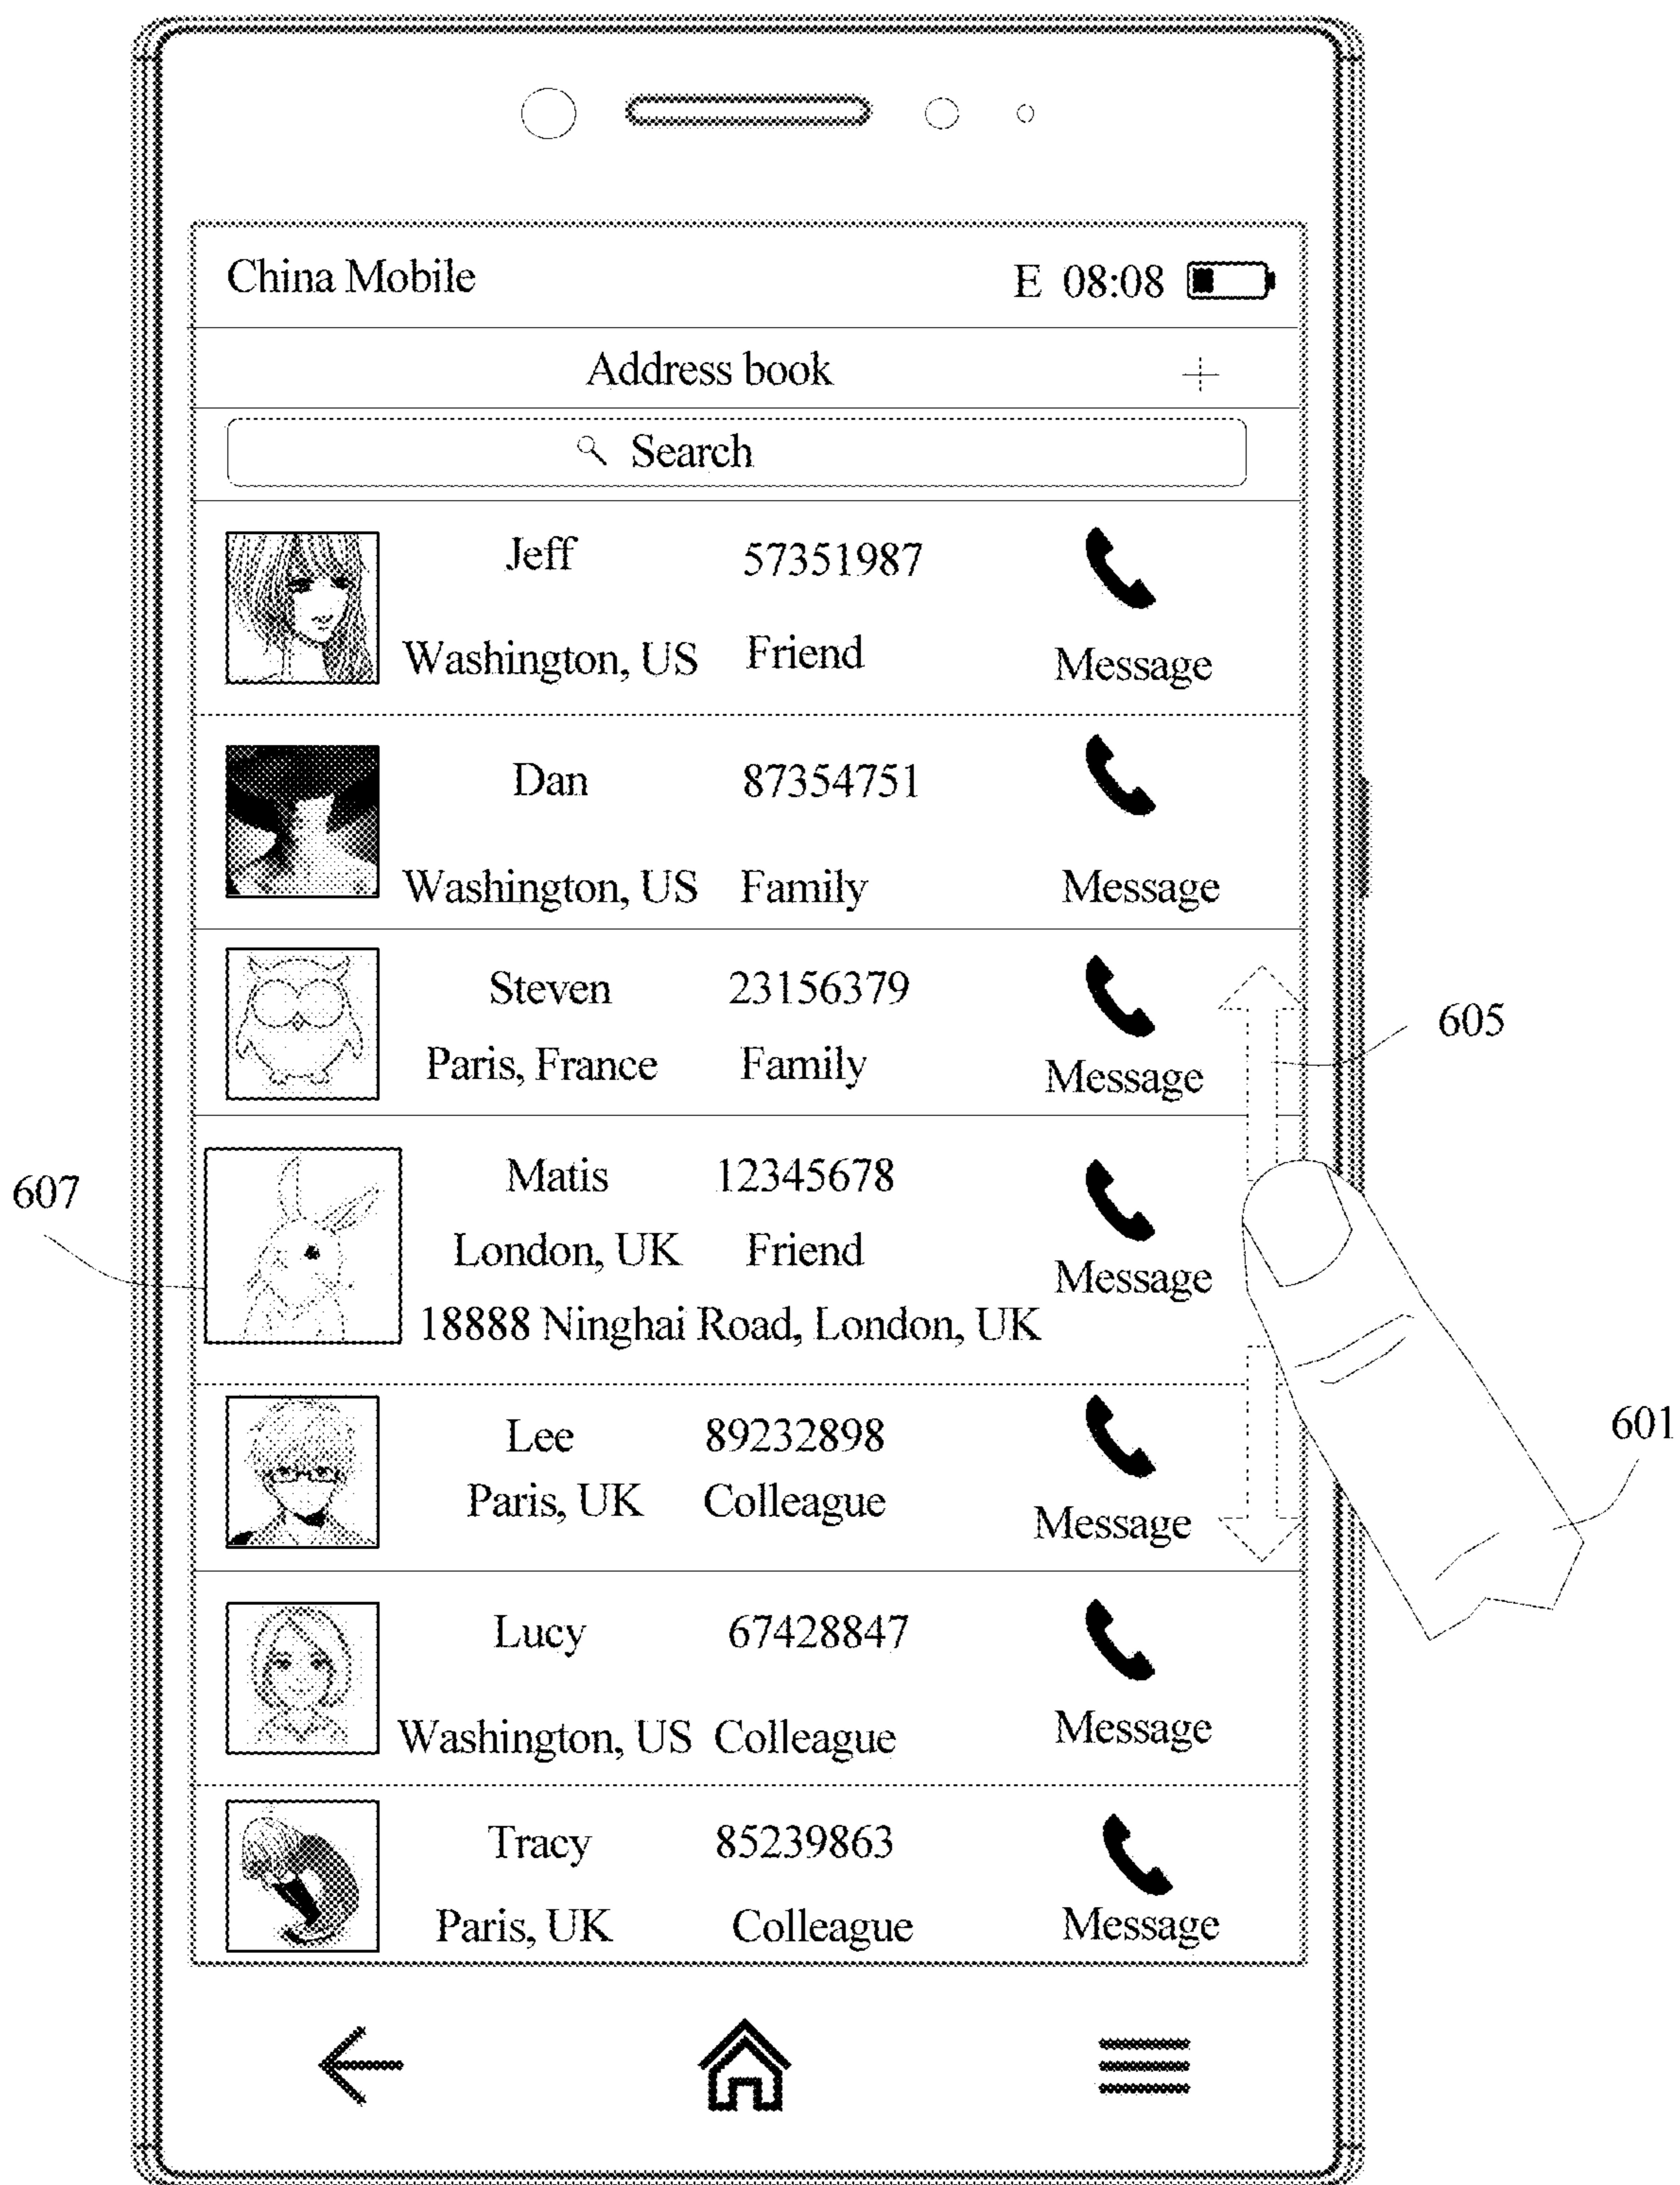 China Mobile E 08:08
Address book
Search
Jeff 57351987
Washington, US Friend Message
Dan 87354751
Washington, US Family Message
Steven 23156379
605
Paris, France Family Message
607
Matis 12345678
London, UK Friend Message
18888 Ninghai Road, London, UK
Lee 89232898
601
Paris, UK Colleague Message
Lucy 67428847
Washington, US Colleague Message
Tracy 85239863
Paris, UK Colleague Message